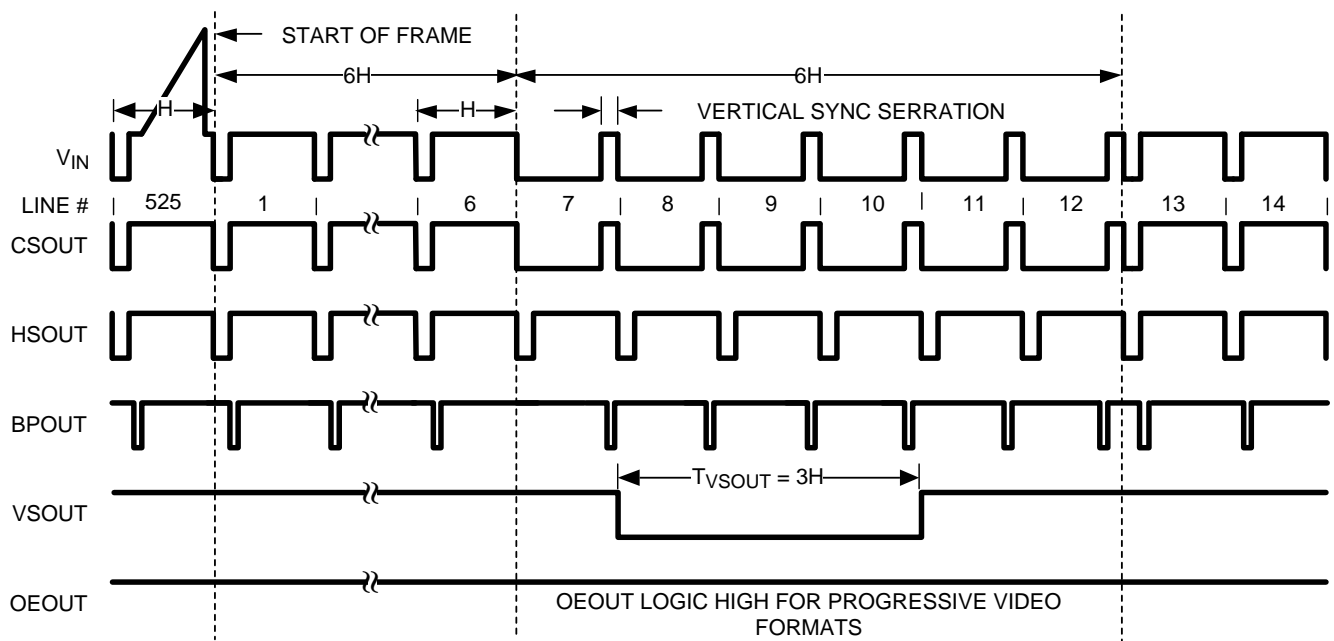 START OF FRAME
6H
6H
H
H
VERTICAL SYNC SERRATION
VIN
LINE # | 525 | 1 | | 6 | 7 | 8 | 9 | 10 | 11 | 12 | 13 | 14 |
CSOUT
HSOUT
BPOUT
TVSOUT = 3H
VSOUT
OEOUT
OEOUT LOGIC HIGH FOR PROGRESSIVE VIDEO
FORMATS